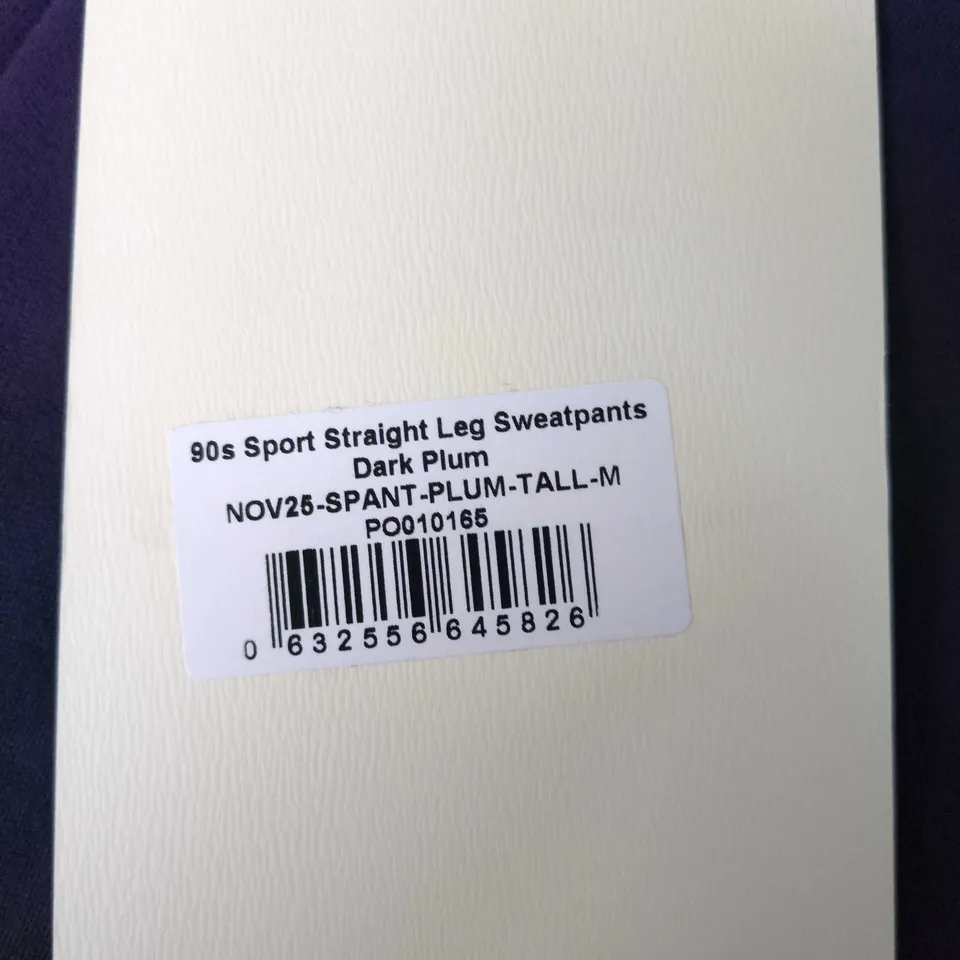 90s Sport Straight Leg Sweatpants
Dark Plum
NOV25-SPANT-PLUM-TALL-M
PO010165
0 632556 645826